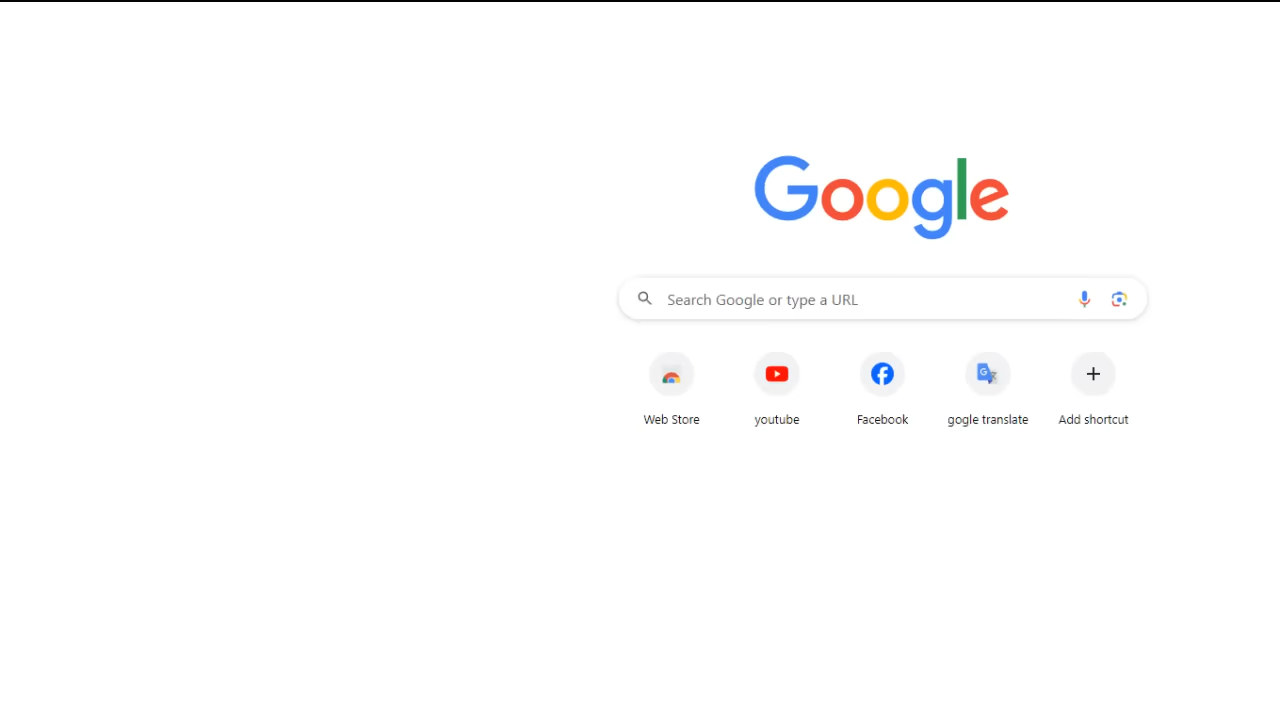 Google
Search Google or type a URL
Web Store
youtube
Facebook
gogle translate
Add shortcut